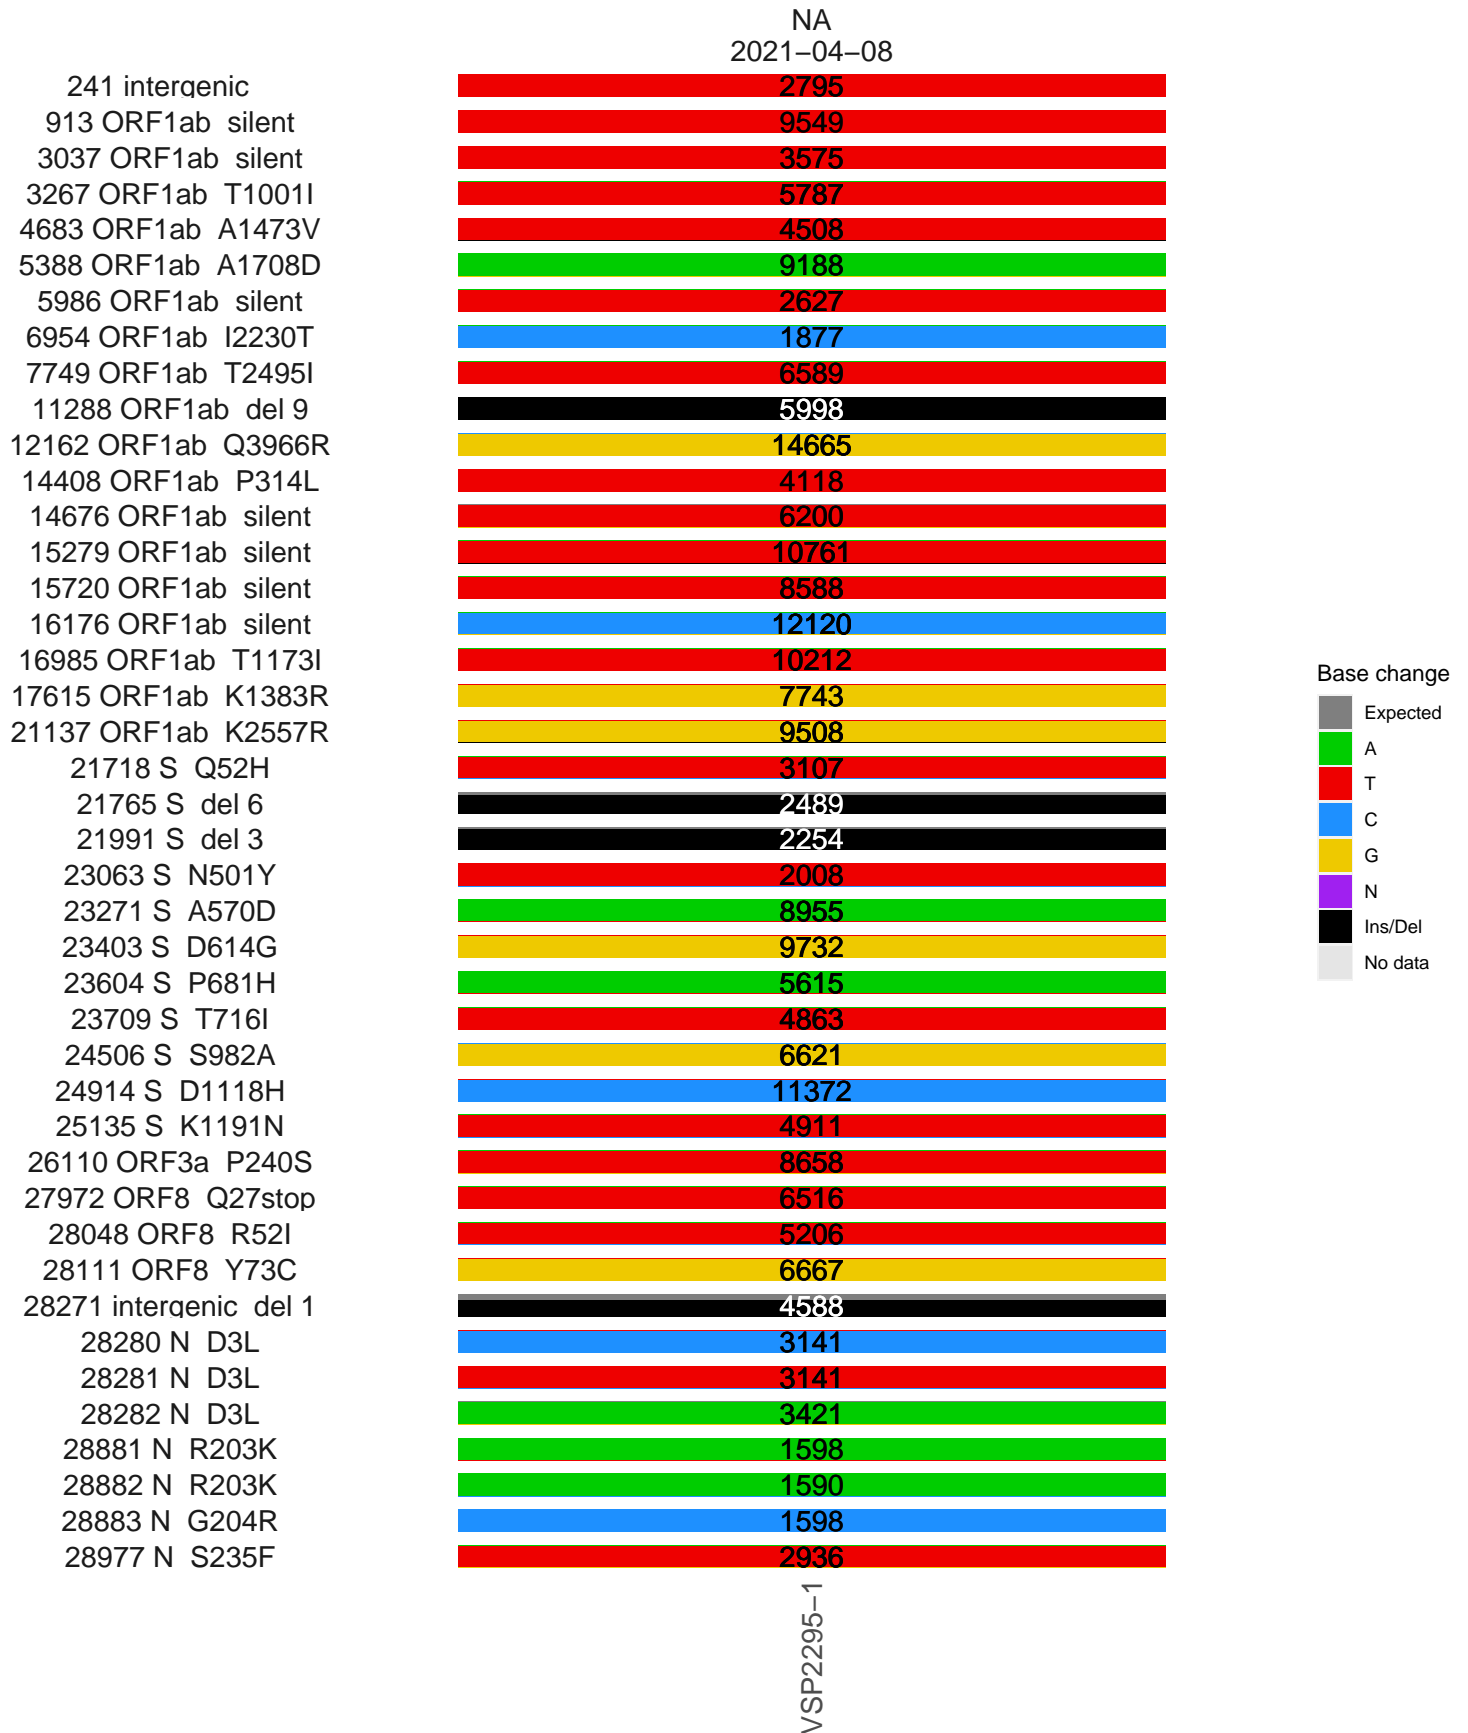 NA
2021−04−08
241 intergenic 2795
913 ORF1ab silent 9549
3037 ORF1ab silent 3575
3267 ORF1ab T1001I 5787
4683 ORF1ab A1473V 4508
5388 ORF1ab A1708D 9188
5986 ORF1ab silent 2627
6954 ORF1ab I2230T 1877
7749 ORF1ab T2495I 6589
11288 ORF1ab del 9 5998
12162 ORF1ab Q3966R 14665
14408 ORF1ab P314L 4118
14676 ORF1ab silent 6200
15279 ORF1ab silent 10761
15720 ORF1ab silent 8588
16176 ORF1ab silent 12120
16985 ORF1ab T1173I 10212
17615 ORF1ab K1383R 7743
21137 ORF1ab K2557R 9508
21718 S Q52H 3107
21765 S del 6 2489
21991 S del 3 2254
23063 S N501Y 2008
23271 S A570D 8955
23403 S D614G 9732
23604 S P681H 5615
23709 S T716I 4863
24506 S S982A 6621
24914 S D1118H 11372
25135 S K1191N 4911
26110 ORF3a P240S 8658
27972 ORF8 Q27stop 6516
28048 ORF8 R52I 5206
28111 ORF8 Y73C 6667
28271 intergenic del 1 4588
28280 N D3L 3141
28281 N D3L 3141
28282 N D3L 3421
28881 N R203K 1598
28882 N R203K 1590
28883 N G204R 1598
28977 N S235F 2936
VSP2295−1
Base change
Expected
A
T
C
G
N
Ins/Del
No data